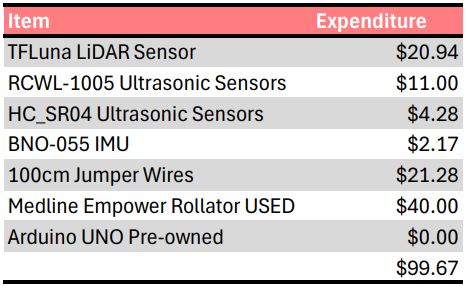 Item Expenditure
TFLuna LiDAR Sensor $20.94
RCWL-1005 Ultrasonic Sensors $11.00
HC_SR04 Ultrasonic Sensors $4.28
BNO-055 IMU $2.17
100cm Jumper Wires $21.28
Medline Empower Rollator USED $40.00
Arduino UNO Pre-owned $0.00
$99.67